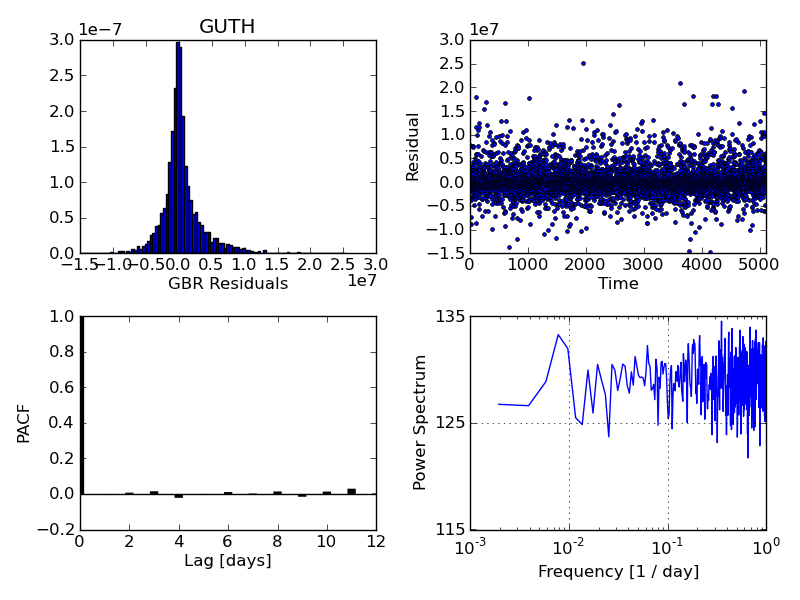 GUTH
1e−7
3.0
2.5
2.0
1.5
1.0
0.5
0.0
−1.5 −1.0 −0.5 0.0 0.5 1.0 1.5 2.0 2.5 3.0
GBR Residuals
1e7
1e7
3.0
2.5
2.0
1.5
1.0
0.5
0.0
−0.5
−1.0
−1.5
Residual
0 1000 2000 3000 4000 5000
Time
1.0
0.8
0.6
0.4
0.2
0.0
−0.2
PACF
0 2 4 6 8 10 12
Lag [days]
135
125
115
Power Spectrum
10^-3 10^-2 10^-1 10^0
Frequency [1 / day]